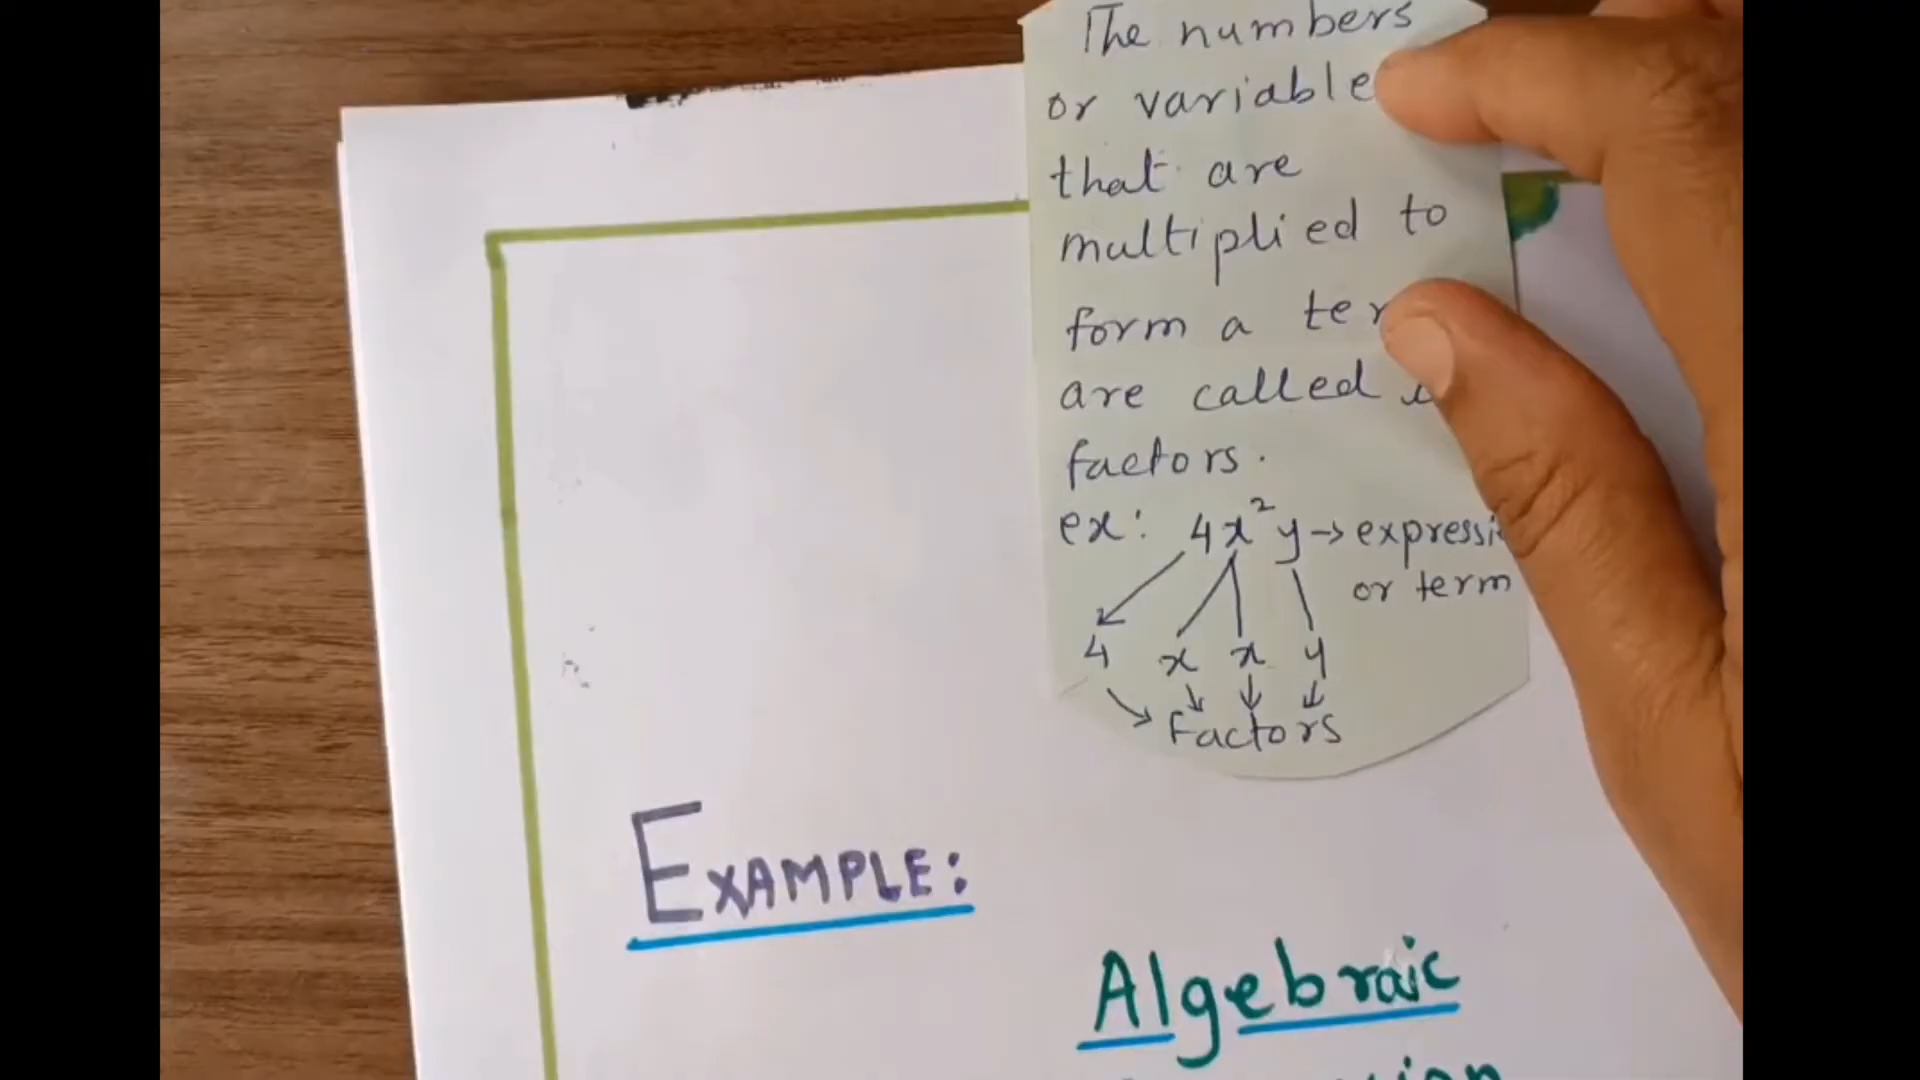 The numbers
or variable
that are
multiplied to
form a
are called
factors.
ex: 4x²y → expressi
or term
4 x x y
Factors
EXAMPLE:
Algebraic